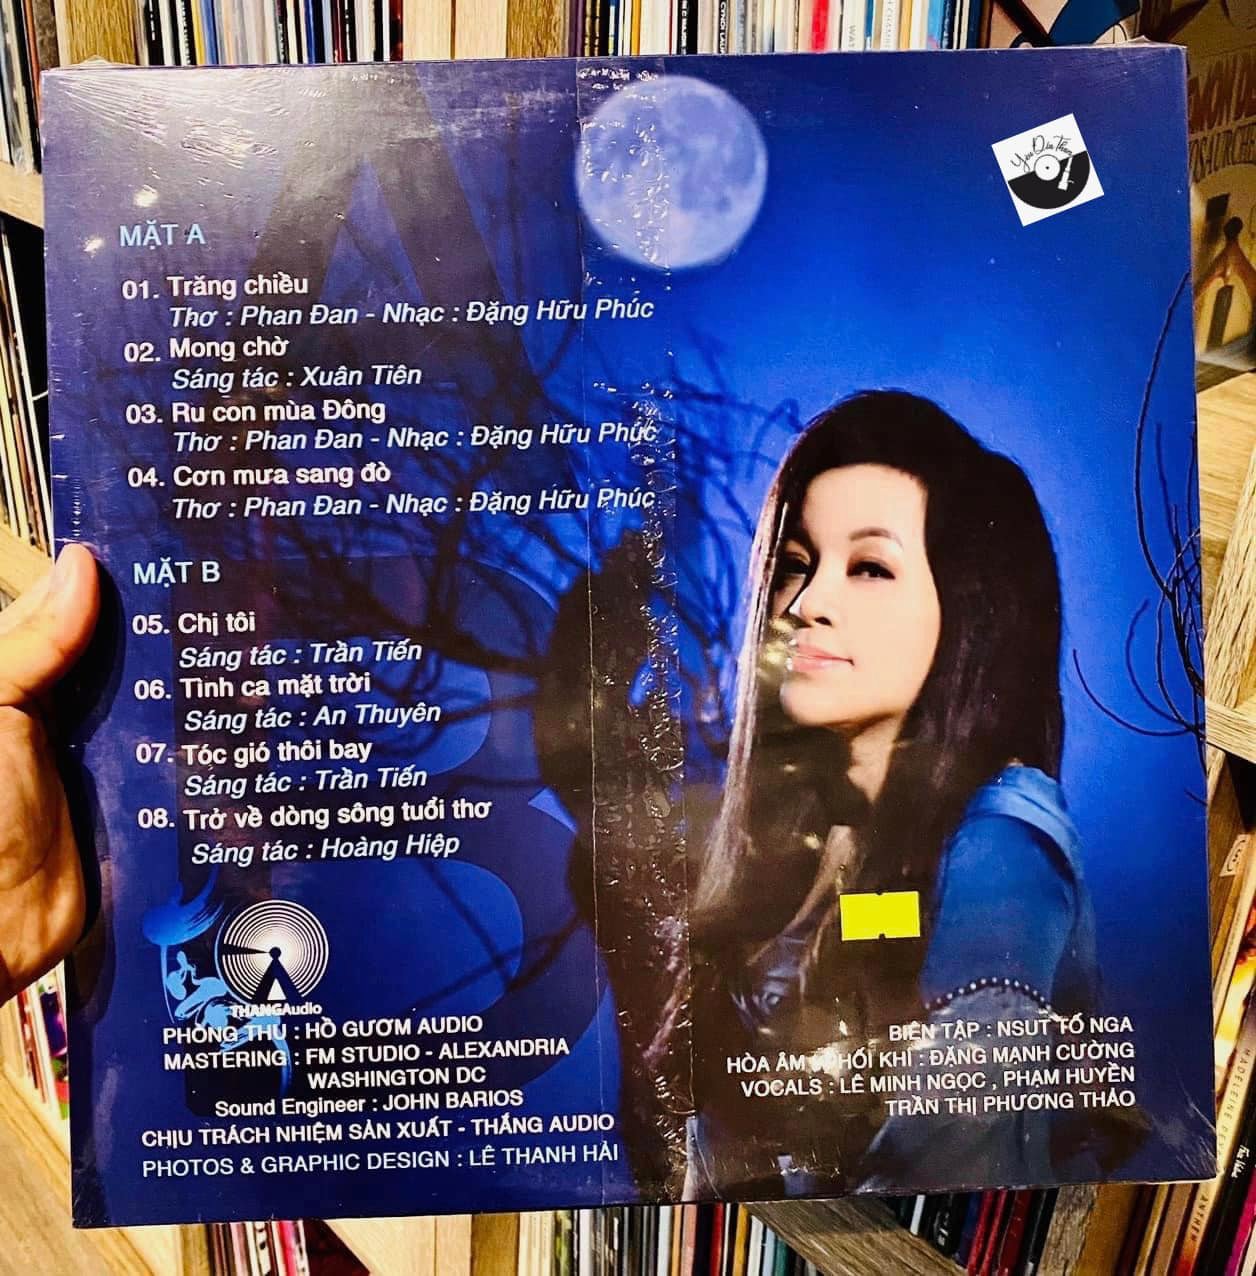 Yêu Đĩa Than
MẶT A
01. Trăng chiều
Thơ : Phan Đan - Nhạc : Đặng Hữu Phúc
02. Mong chờ
Sáng tác : Xuân Tiên
03. Ru con mùa Đông
Thơ : Phan Đan - Nhạc : Đặng Hữu Phúc
04. Cơn mưa sang đò
Thơ : Phan Đan - Nhạc : Đặng Hữu Phúc
MẶT B
05. Chị tôi
Sáng tác : Trần Tiến
06. Tình ca mặt trời
Sáng tác : An Thuyên
07. Tóc gió thôi bay
Sáng tác : Trần Tiến
08. Trở về dòng sông tuổi thơ
Sáng tác : Hoàng Hiệp
THANGAudio
PHÒNG THU : HỒ GƯƠM AUDIO
MASTERING : FM STUDIO - ALEXANDRIA
WASHINGTON DC
Sound Engineer : JOHN BARIOS
CHỊU TRÁCH NHIỆM SẢN XUẤT - THẮNG AUDIO
PHOTOS & GRAPHIC DESIGN : LÊ THANH HẢI
BIÊN TẬP : NSUT TỐ NGA
HÒA ÂM PHỐI KHÍ : ĐẶNG MẠNH CƯỜNG
VOCALS : LÊ MINH NGỌC , PHẠM HUYỀN
TRẦN THỊ PHƯƠNG THẢO